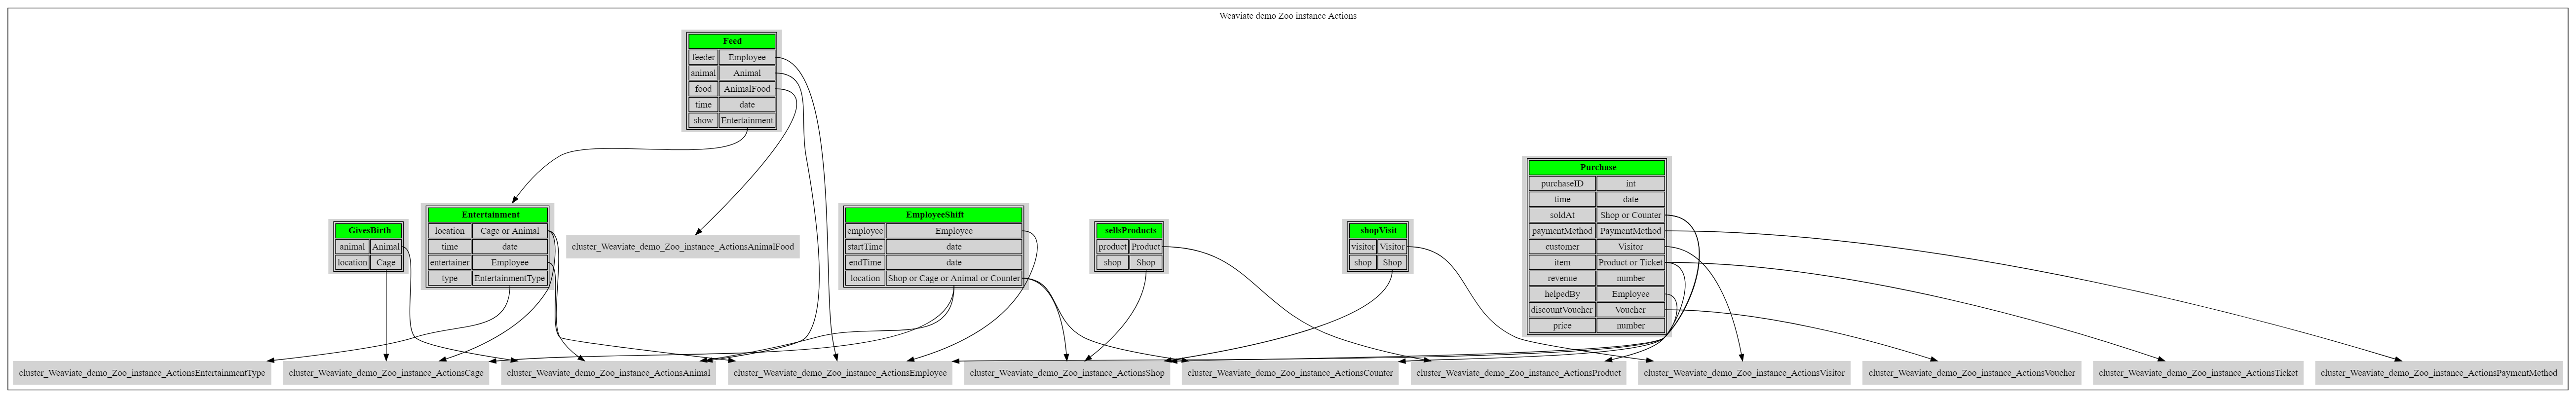 Weaviate demo Zoo instance Actions
Feed
feeder Employee
animal Animal
food AnimalFood
time date
show Entertainment
GivesBirth
animal Animal
location Cage
Entertainment
location Cage or Animal
time date
entertainer Employee
type EntertainmentType
cluster_Weaviate_demo_Zoo_instance_ActionsAnimalFood
EmployeeShift
employee Employee
startTime date
endTime date
location Shop or Cage or Animal or Counter
sellsProducts
product Product
shop Shop
shopVisit
visitor Visitor
shop Shop
Purchase
purchaseID int
time date
soldAt Shop or Counter
paymentMethod PaymentMethod
customer Visitor
item Product or Ticket
revenue number
helpedBy Employee
discountVoucher Voucher
price number
cluster_Weaviate_demo_Zoo_instance_ActionsEntertainmentType
cluster_Weaviate_demo_Zoo_instance_ActionsCage
cluster_Weaviate_demo_Zoo_instance_ActionsAnimal
cluster_Weaviate_demo_Zoo_instance_ActionsEmployee
cluster_Weaviate_demo_Zoo_instance_ActionsShop
cluster_Weaviate_demo_Zoo_instance_ActionsCounter
cluster_Weaviate_demo_Zoo_instance_ActionsProduct
cluster_Weaviate_demo_Zoo_instance_ActionsVisitor
cluster_Weaviate_demo_Zoo_instance_ActionsVoucher
cluster_Weaviate_demo_Zoo_instance_ActionsTicket
cluster_Weaviate_demo_Zoo_instance_ActionsPaymentMethod